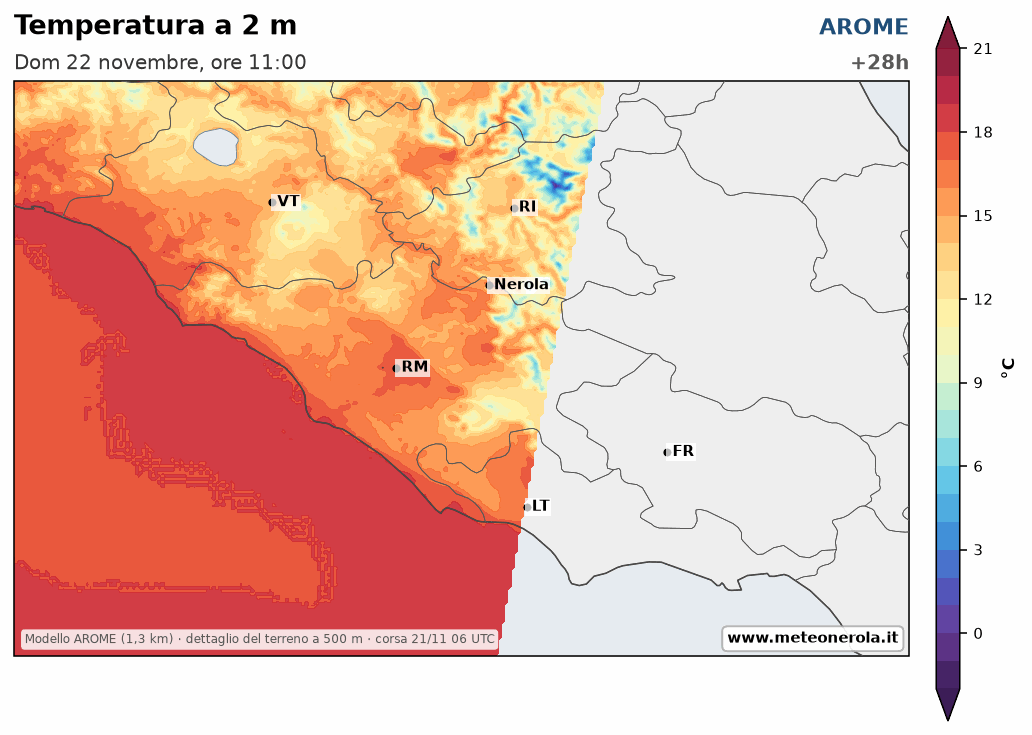 Temperatura a 2 m
AROME
Dom 22 novembre, ore 11:00
+28h
VT
RI
Nerola
RM
FR
LT
Modello AROME (1,3 km) · dettaglio del terreno a 500 m · corsa 21/11 06 UTC
www.meteonerola.it
21
18
15
12
9
6
3
0
°C